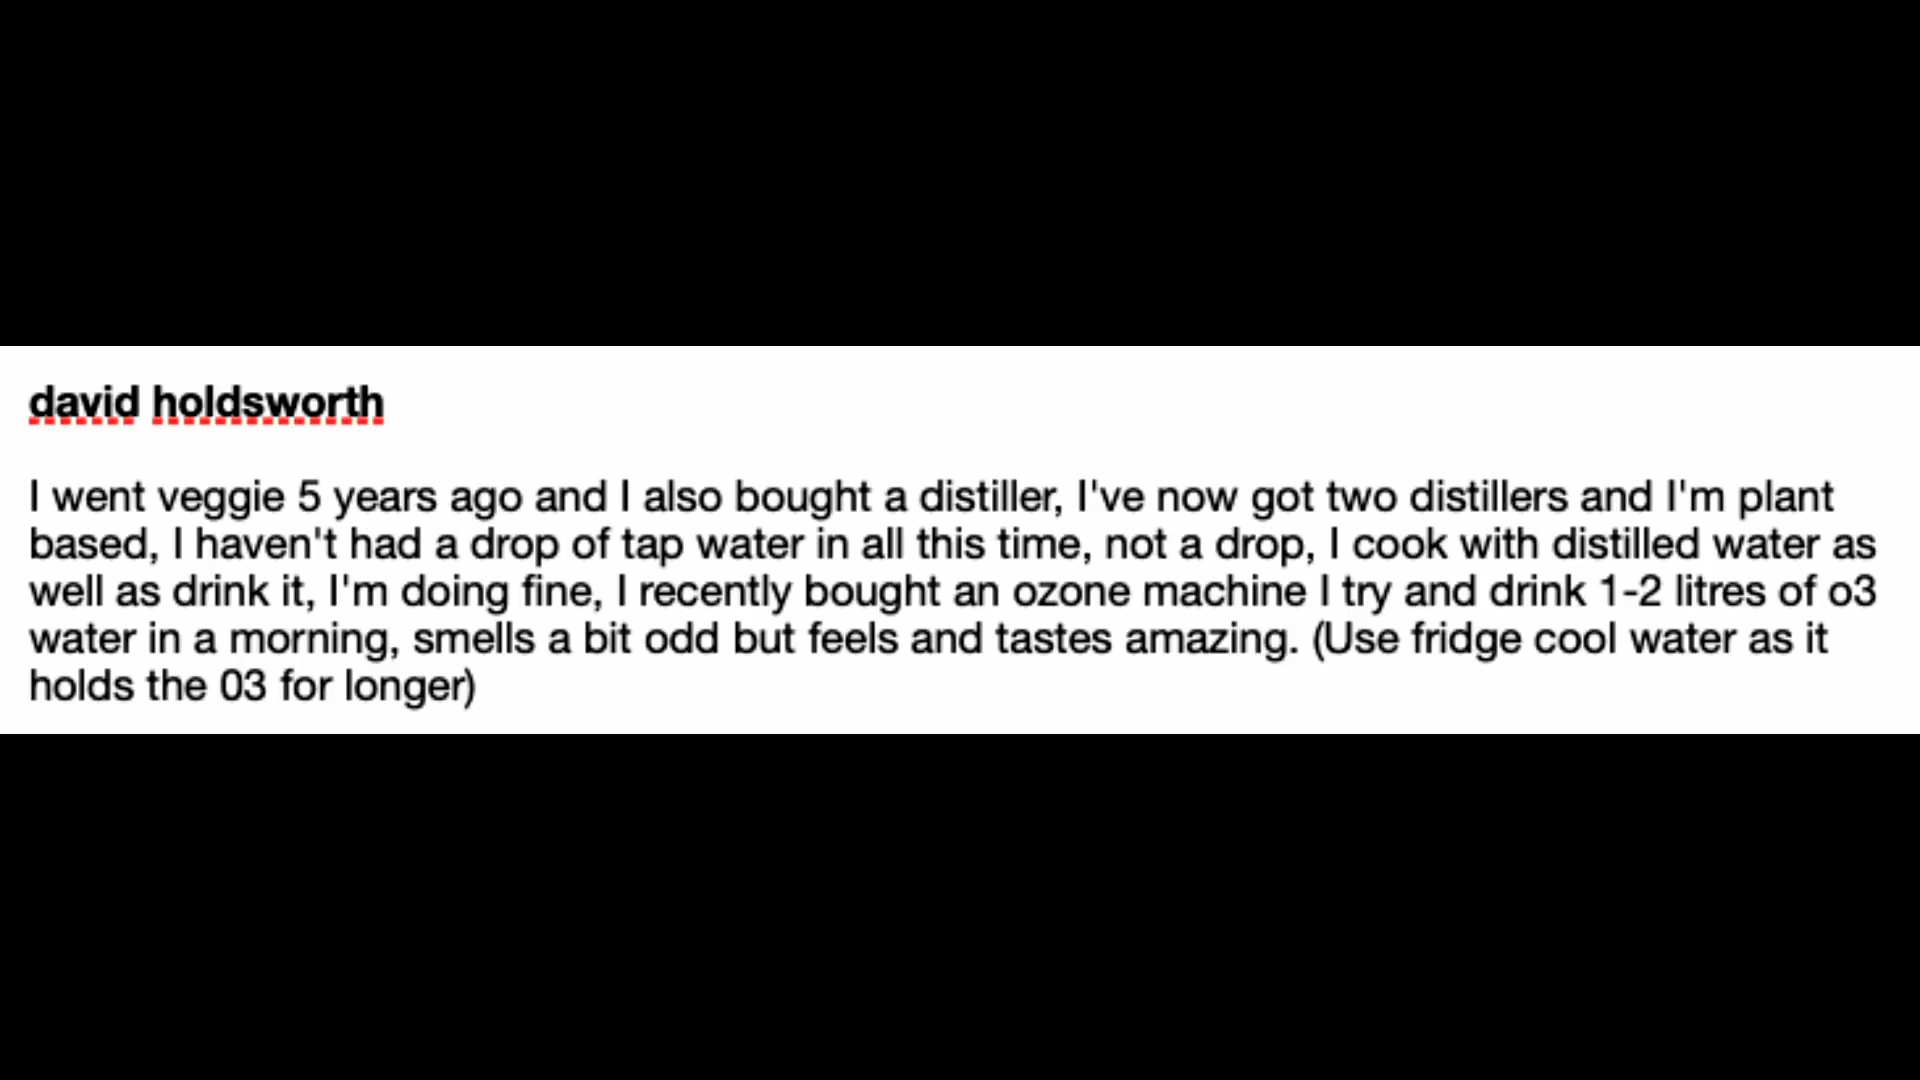 david holdsworth
I went veggie 5 years ago and I also bought a distiller, I've now got two distillers and I'm plant
based, I haven't had a drop of tap water in all this time, not a drop, I cook with distilled water as
well as drink it, I'm doing fine, I recently bought an ozone machine I try and drink 1-2 litres of o3
water in a morning, smells a bit odd but feels and tastes amazing. (Use fridge cool water as it
holds the 03 for longer)